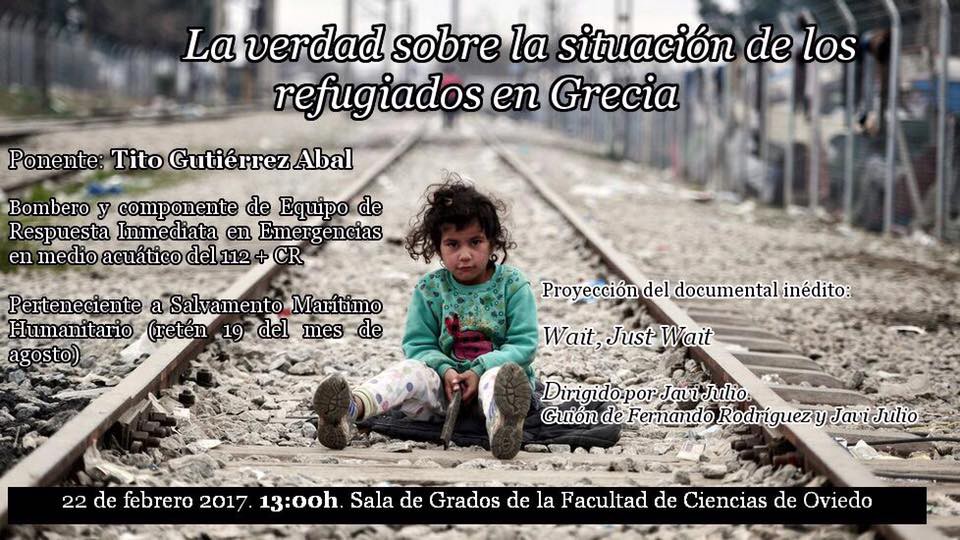 La verdad sobre la situación de los
refugiados en Grecia
Ponente: Tito Gutiérrez Abal
Bombero y componente de Equipo de
Respuesta Inmediata en Emergencias
en medio acuático del 112 + CR
Perteneciente a Salvamento Marítimo
Humanitario (retén 19 del mes de
agosto)
Proyección del documental inédito:
Wait, Just Wait
Dirigido por Javi Julio.
Guión de Fernando Rodríguez y Javi Julio
22 de febrero 2017. 13:00h. Sala de Grados de la Facultad de Ciencias de Oviedo